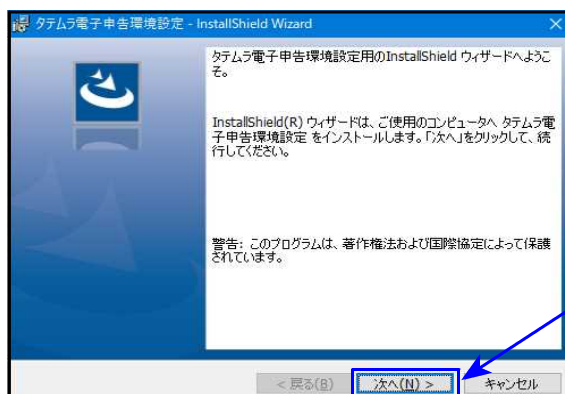 タテムラ電子申告環境設定 - InstallShield Wizard
タテムラ電子申告環境設定用のInstallShield ウィザードへようこ
そ。
InstallShield(R) ウィザードは、ご使用のコンピュータへ タテムラ電
子申告環境設定 をインストールします。「次へ」をクリックして、続
行してください。
警告: このプログラムは、著作権法および国際協定によって保護
されています。
< 戻る(B)
次へ(N) >
キャンセル